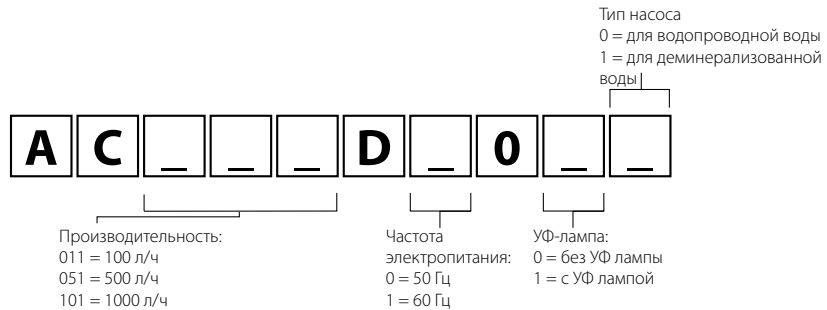 Тип насоса
0 = для водопроводной воды
1 = для деминерализованной
воды
A C _ _ _ D _ 0 _ _
Производительность:
011 = 100 л/ч
051 = 500 л/ч
101 = 1000 л/ч
Частота
электропитания:
0 = 50 Гц
1 = 60 Гц
УФ-лампа:
0 = без УФ лампы
1 = с УФ лампой